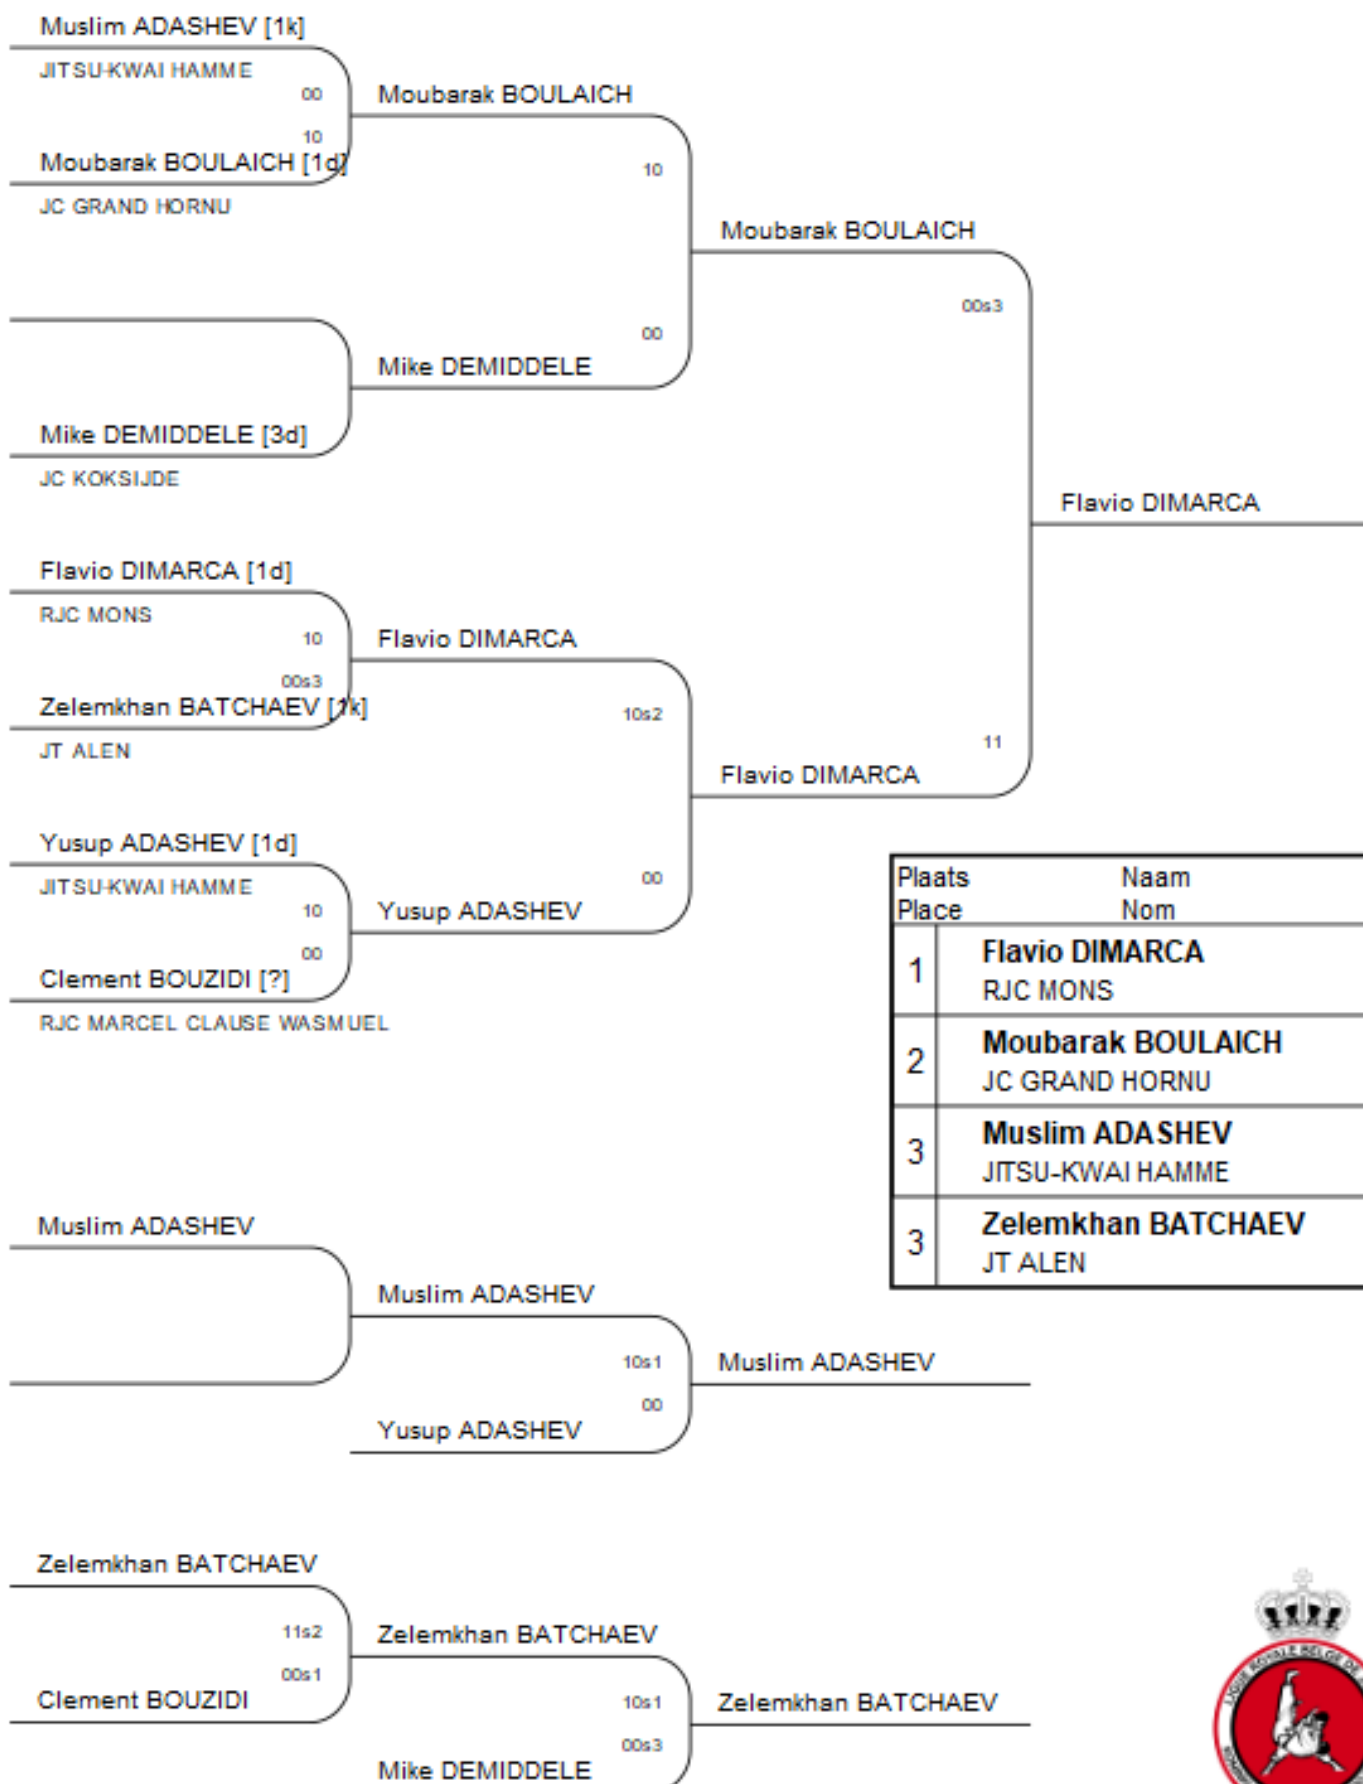 Muslim ADASHEV [1k]
JITSU-KWAI HAMME
00
Moubarak BOULAICH
10
Moubarak BOULAICH [1d]
10
JC GRAND HORNU
Moubarak BOULAICH
00s3
00
Mike DEMIDDELE
Mike DEMIDDELE [3d]
JC KOKSIJDE
Flavio DIMARCA
Flavio DIMARCA [1d]
RJC MONS
10
Flavio DIMARCA
00s3
Zelemkhan BATCHAEV [1k]
10s2
JT ALEN
11
Flavio DIMARCA
Yusup ADASHEV [1d]
JITSU-KWAI HAMME
00
10
Yusup ADASHEV
00
Clement BOUZIDI [?]
RJC MARCEL CLAUSE WASMUEL
Plaats Naam
Place Nom
1 Flavio DIMARCA
RJC MONS
2 Moubarak BOULAICH
JC GRAND HORNU
3 Muslim ADASHEV
JITSU-KWAI HAMME
3 Zelemkhan BATCHAEV
JT ALEN
Muslim ADASHEV
Muslim ADASHEV
10s1
Muslim ADASHEV
00
Yusup ADASHEV
Zelemkhan BATCHAEV
11s2
Zelemkhan BATCHAEV
00s1
Clement BOUZIDI
10s1
Zelemkhan BATCHAEV
00s3
Mike DEMIDDELE
LIGUE ROYALE BELGE DE